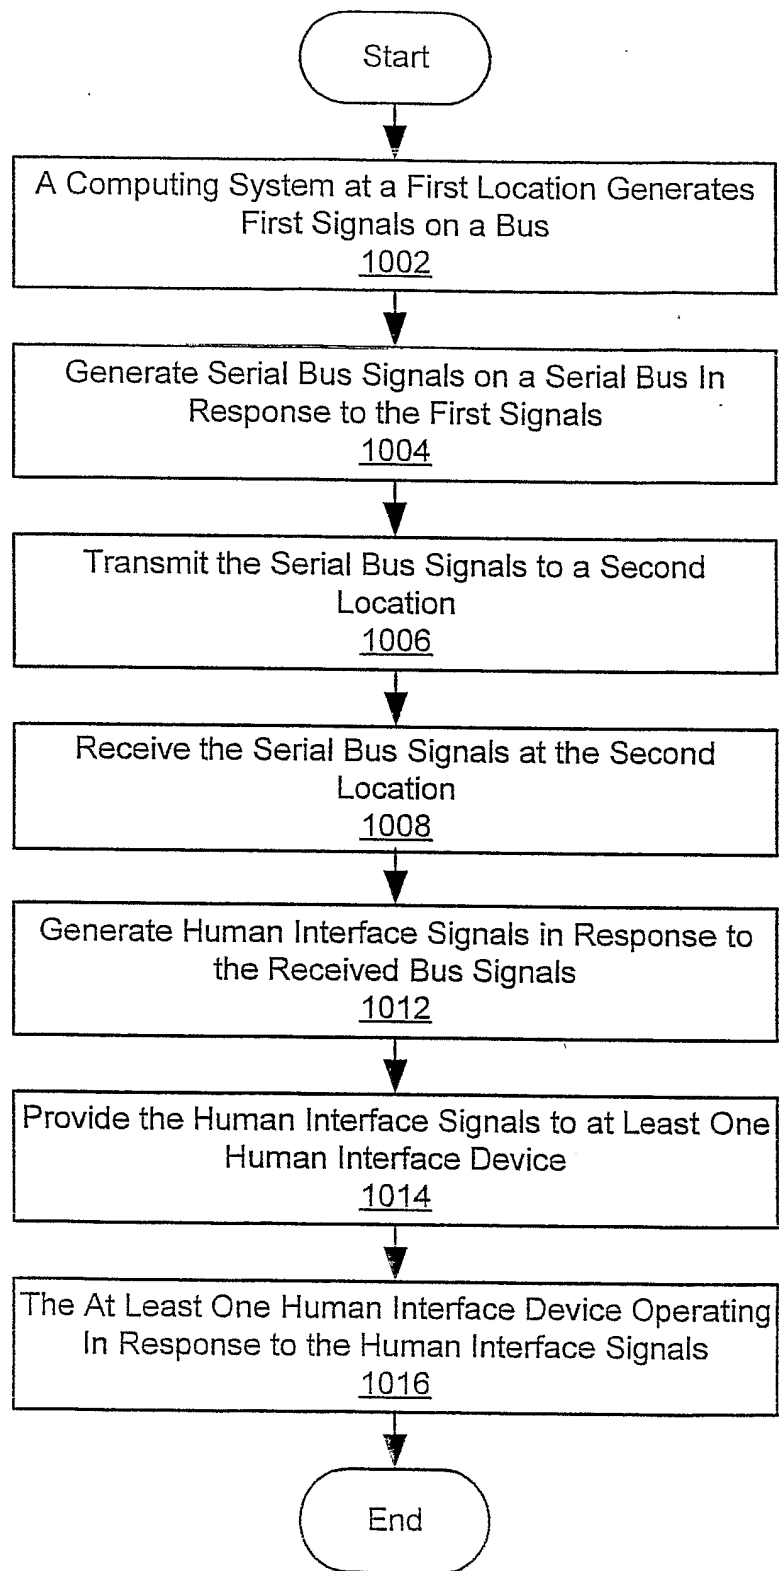 Start
A Computing System at a First Location Generates
First Signals on a Bus
1002
Generate Serial Bus Signals on a Serial Bus In
Response to the First Signals
1004
Transmit the Serial Bus Signals to a Second
Location
1006
Receive the Serial Bus Signals at the Second
Location
1008
Generate Human Interface Signals in Response to
the Received Bus Signals
1012
Provide the Human Interface Signals to at Least One
Human Interface Device
1014
The At Least One Human Interface Device Operating
In Response to the Human Interface Signals
1016
End